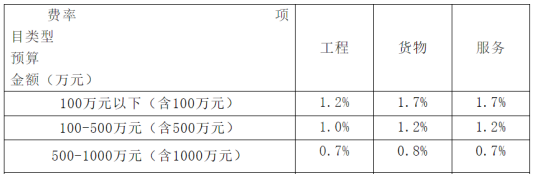 费率 项
目类型
预算
金额（万元）
工程 货物 服务
100万元以下（含100万元） 1.2% 1.7% 1.7%
100-500万元（含500万元） 1.0% 1.2% 1.2%
500-1000万元（含1000万元） 0.7% 0.8% 0.7%